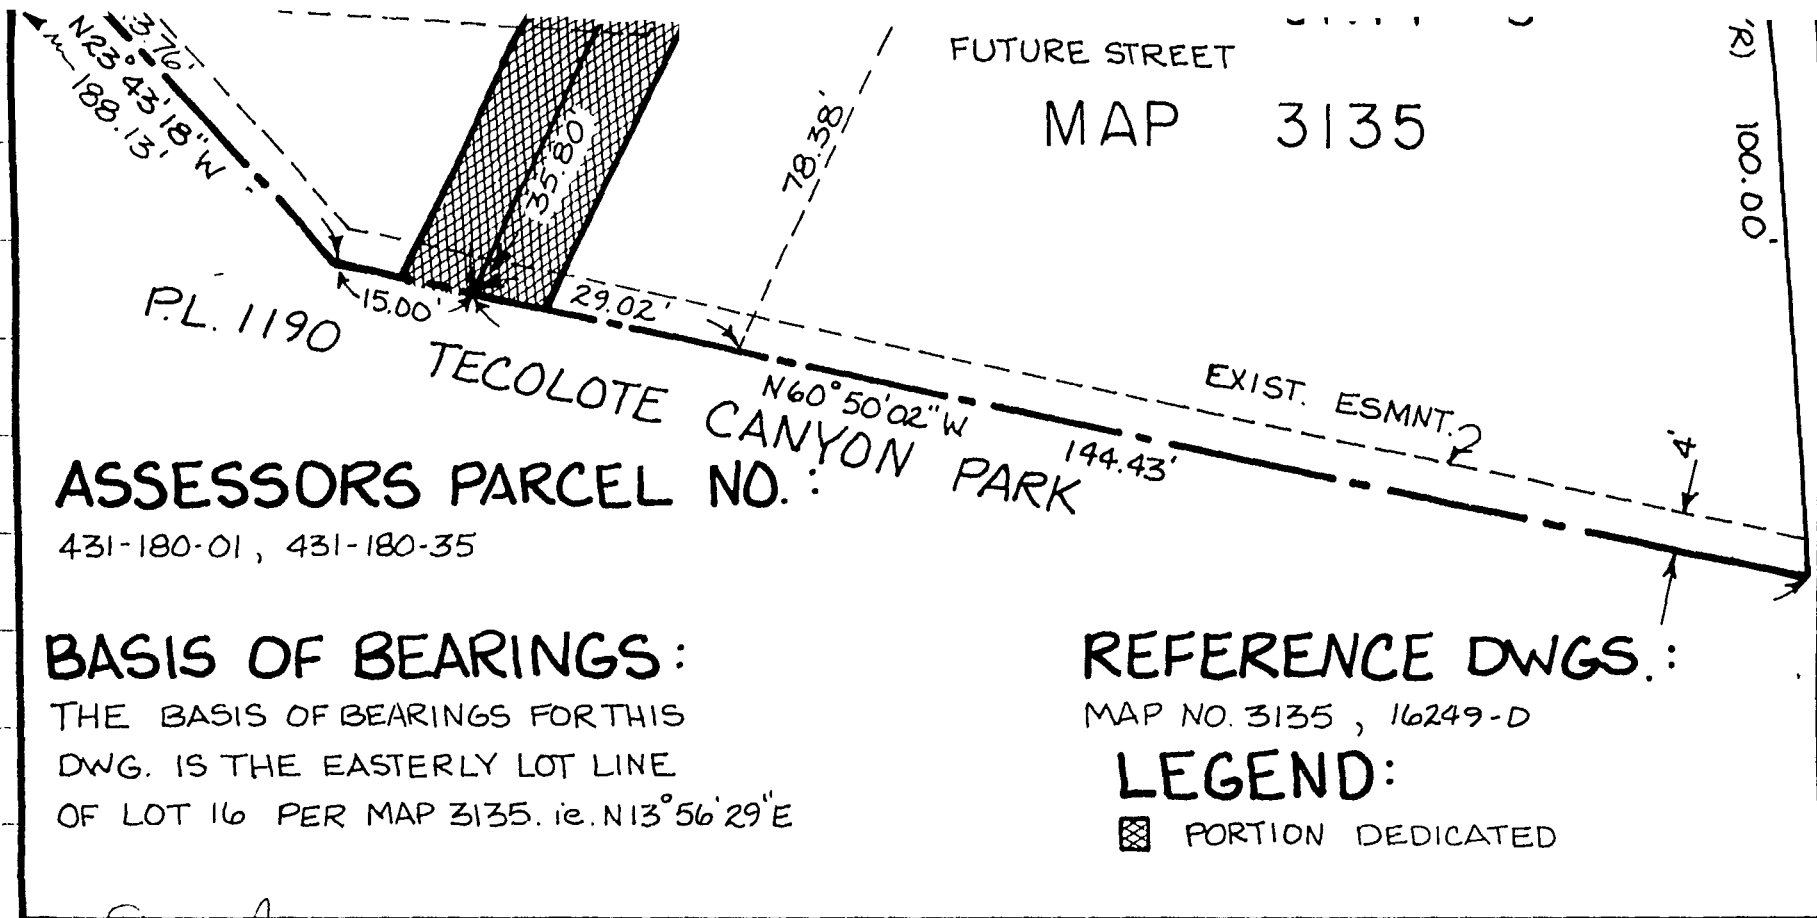 3.76'
N23°43'18"W
188.13'
FUTURE STREET
MAP 3135
R)
100.00'
35.80'
78.38'
15.00'
29.02'
P.L. 1190
TECOLOTE CANYON PARK
N60°50'02"W
144.43'
EXIST. ESMNT.
4'
ASSESSORS PARCEL NO.:
431-180-01, 431-180-35
BASIS OF BEARINGS:
THE BASIS OF BEARINGS FOR THIS
DWG. IS THE EASTERLY LOT LINE
OF LOT 16 PER MAP 3135. ie. N13°56'29"E
REFERENCE DWGS.:
MAP NO. 3135, 16249-D
LEGEND:
PORTION DEDICATED